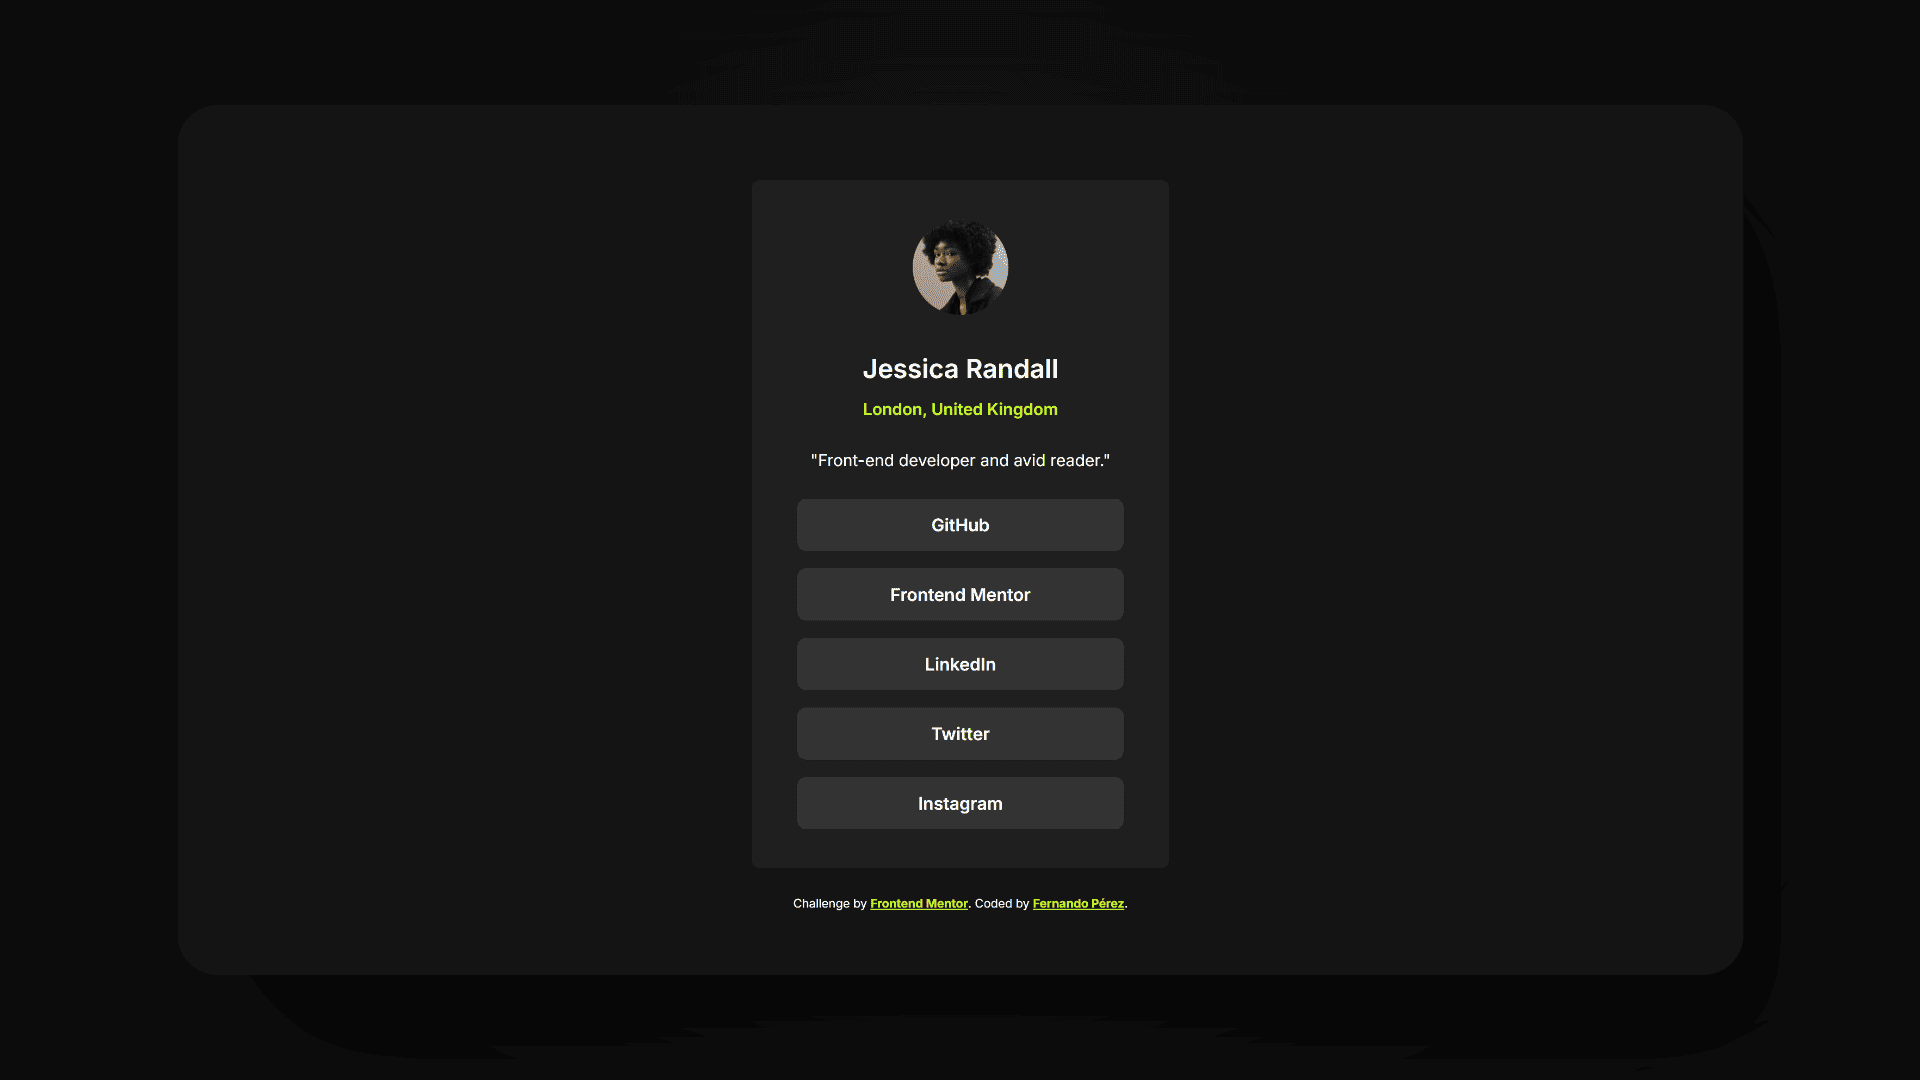 Jessica Randall
London, United Kingdom
"Front-end developer and avid reader."
GitHub
Frontend Mentor
LinkedIn
Twitter
Instagram
Challenge by Frontend Mentor. Coded by Fernando Pérez.